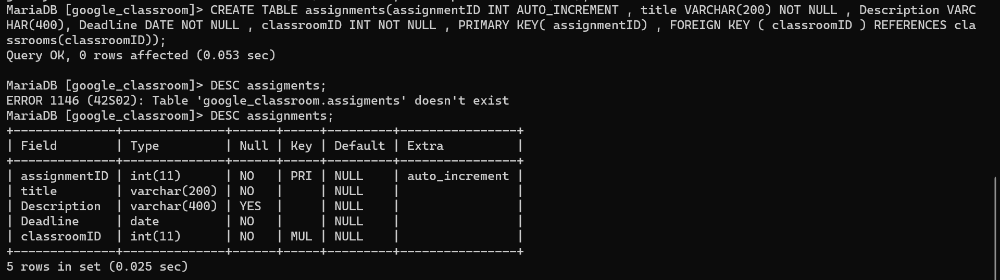 MariaDB [google_classroom]> CREATE TABLE assignments(assignmentID INT AUTO_INCREMENT , title VARCHAR(200) NOT NULL , Description VARC
HAR(400), Deadline DATE NOT NULL , classroomID INT NOT NULL , PRIMARY KEY( assignmentID) , FOREIGN KEY ( classroomID ) REFERENCES cla
ssrooms(classroomID));
Query OK, 0 rows affected (0.053 sec)

MariaDB [google_classroom]> DESC assigments;
ERROR 1146 (42S02): Table 'google_classroom.assigments' doesn't exist
MariaDB [google_classroom]> DESC assignments;
+--------------+--------------+------+-----+---------+----------------+
| Field        | Type         | Null | Key | Default | Extra          |
+--------------+--------------+------+-----+---------+----------------+
| assignmentID | int(11)      | NO   | PRI | NULL    | auto_increment |
| title        | varchar(200) | NO   |     | NULL    |                |
| Description  | varchar(400) | YES  |     | NULL    |                |
| Deadline     | date         | NO   |     | NULL    |                |
| classroomID  | int(11)      | NO   | MUL | NULL    |                |
+--------------+--------------+------+-----+---------+----------------+
5 rows in set (0.025 sec)